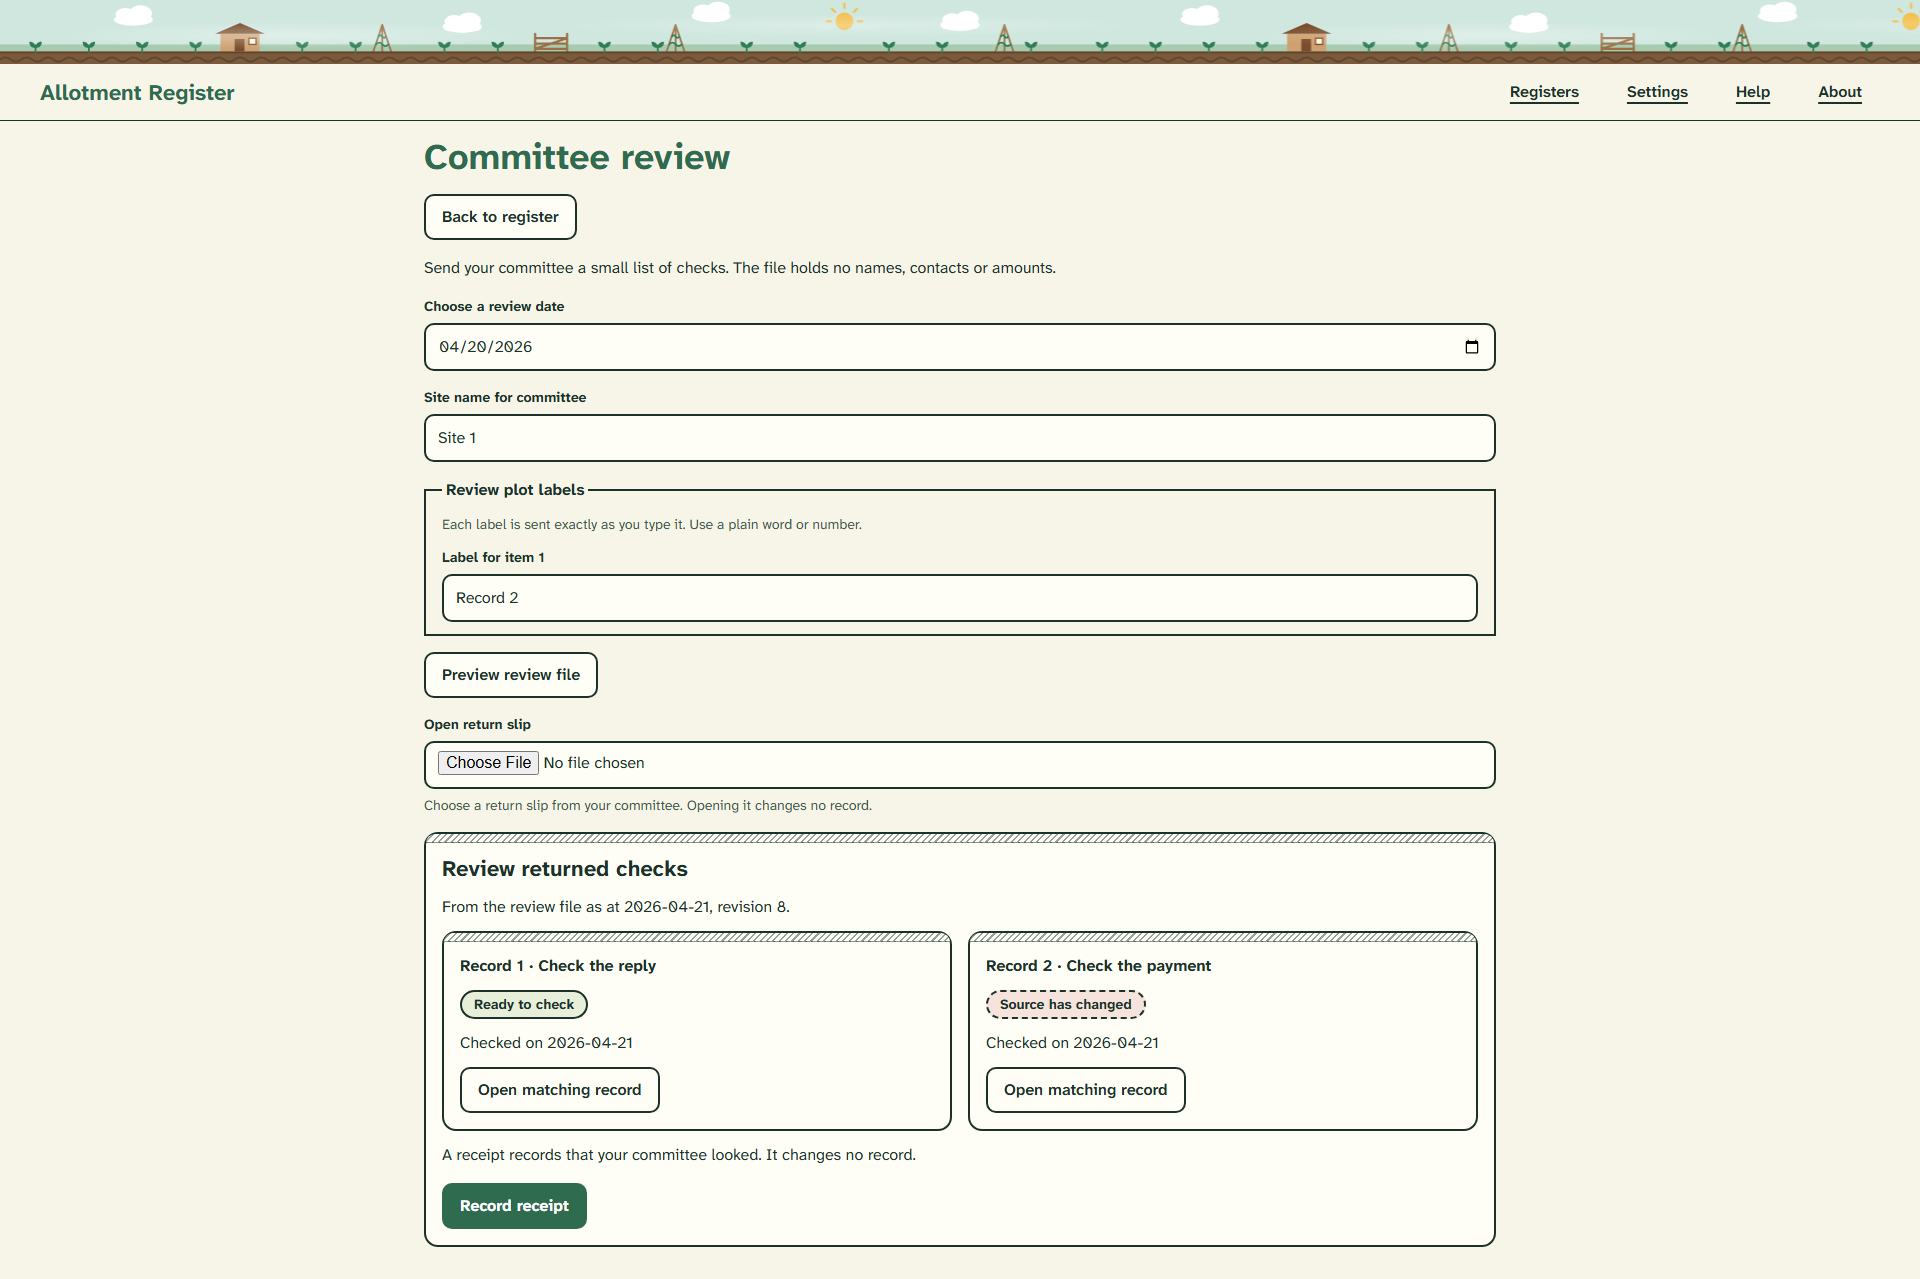 Allotment Register
Registers
Settings
Help
About
Committee review
Back to register
Send your committee a small list of checks. The file holds no names, contacts or amounts.
Choose a review date
04/20/2026
Site name for committee
Site 1
Review plot labels
Each label is sent exactly as you type it. Use a plain word or number.
Label for item 1
Record 2
Preview review file
Open return slip
Choose File No file chosen
Choose a return slip from your committee. Opening it changes no record.
Review returned checks
From the review file as at 2026-04-21, revision 8.
Record 1 · Check the reply
Ready to check
Checked on 2026-04-21
Open matching record
Record 2 · Check the payment
Source has changed
Checked on 2026-04-21
Open matching record
A receipt records that your committee looked. It changes no record.
Record receipt